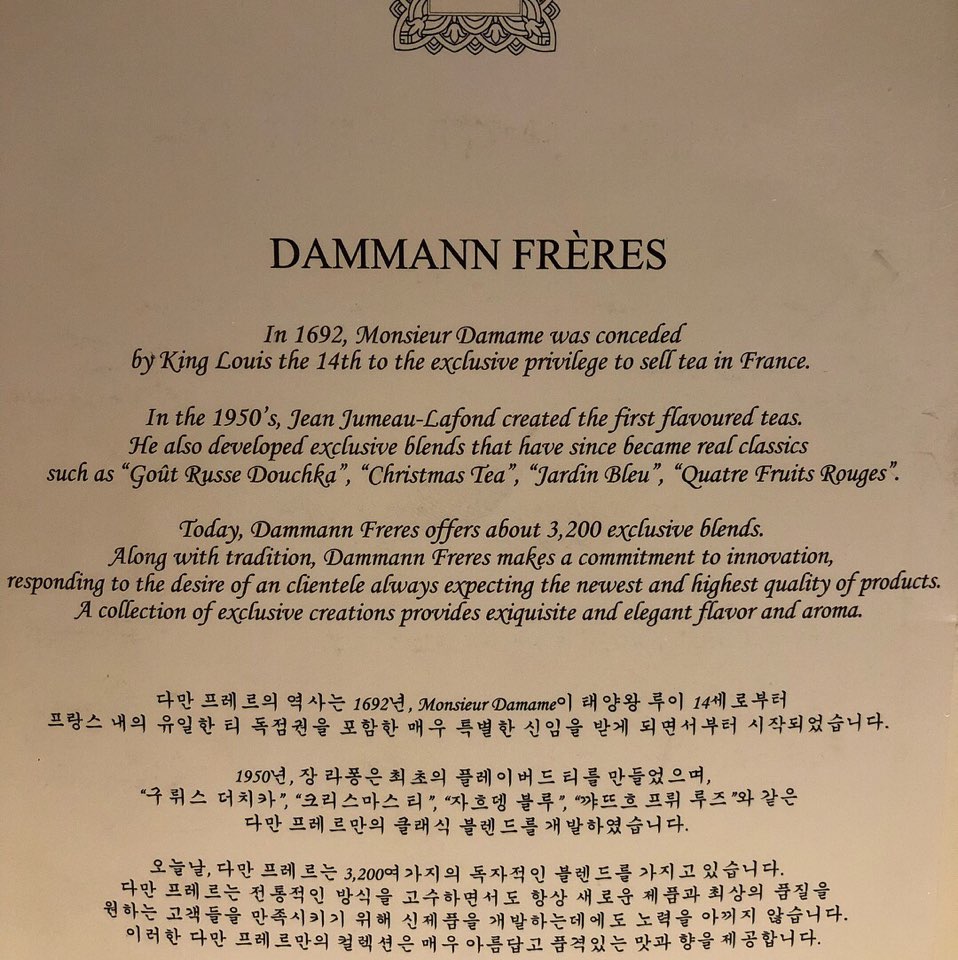 DAMMANN FRÈRES
In 1692, Monsieur Damame was conceded
by King Louis the 14th to the exclusive privilege to sell tea in France.
In the 1950's, Jean Jumeau-Lafond created the first flavoured teas.
He also developed exclusive blends that have since became real classics
such as "Goût Russe Douchka", "Christmas Tea", "Jardin Bleu", "Quatre Fruits Rouges".
Today, Dammann Freres offers about 3,200 exclusive blends.
Along with tradition, Dammann Freres makes a commitment to innovation,
responding to the desire of an clientele always expecting the newest and highest quality of products.
A collection of exclusive creations provides exiquisite and elegant flavor and aroma.
다만 프레르의 역사는 1692년, Monsieur Damame이 태양왕 루이 14세로부터
프랑스 내의 유일한 티 독점권을 포함한 매우 특별한 신임을 받게 되면서부터 시작되었습니다.
1950년, 장 라퐁은 최초의 플레이버드 티를 만들었으며,
"구 뤼스 더치카", "크리스마스 티", "자흐뎅 블루", "꺄뜨흐 프뤼 루즈"와 같은
다만 프레르만의 클래식 블렌드를 개발하였습니다.
오늘날, 다만 프레르는 3,200여가지의 독자적인 블렌드를 가지고 있습니다.
다만 프레르는 전통적인 방식을 고수하면서도 항상 새로운 제품과 최상의 품질을
원하는 고객들을 만족시키기 위해 신제품을 개발하는데에도 노력을 아끼지 않습니다.
이러한 다만 프레르만의 컬렉션은 매우 아름답고 품격있는 맛과 향을 제공합니다.